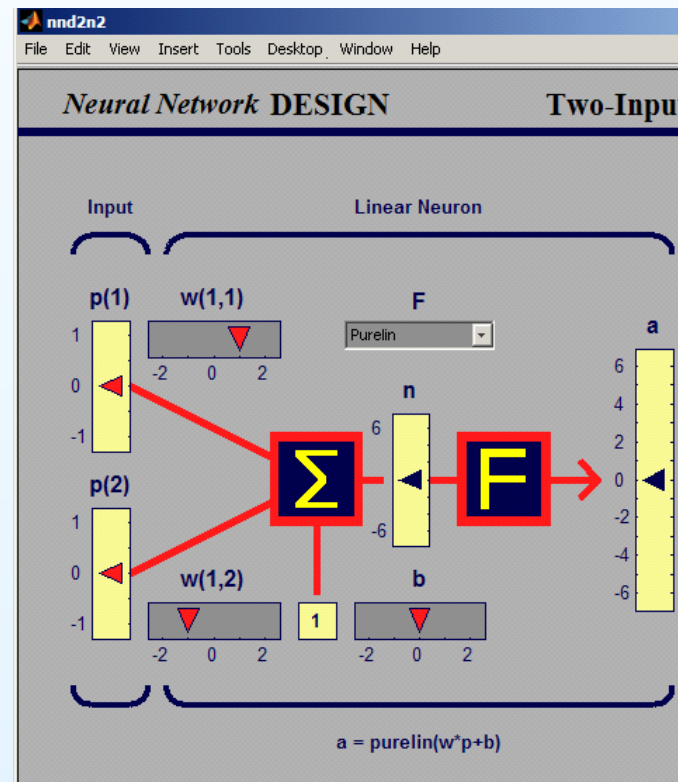 nnd2n2
File Edit View Insert Tools Desktop Window Help
Neural Network DESIGN Two-Inpu
Input Linear Neuron
p(1) w(1,1) F a
1
0
-1
-2 0 2
Purelin
n
6
-6
6
4
2
0
-2
-4
-6
Σ F
p(2)
1
0
-1
w(1,2) b
-2 0 2
1
-2 0 2
a = purelin(w*p+b)